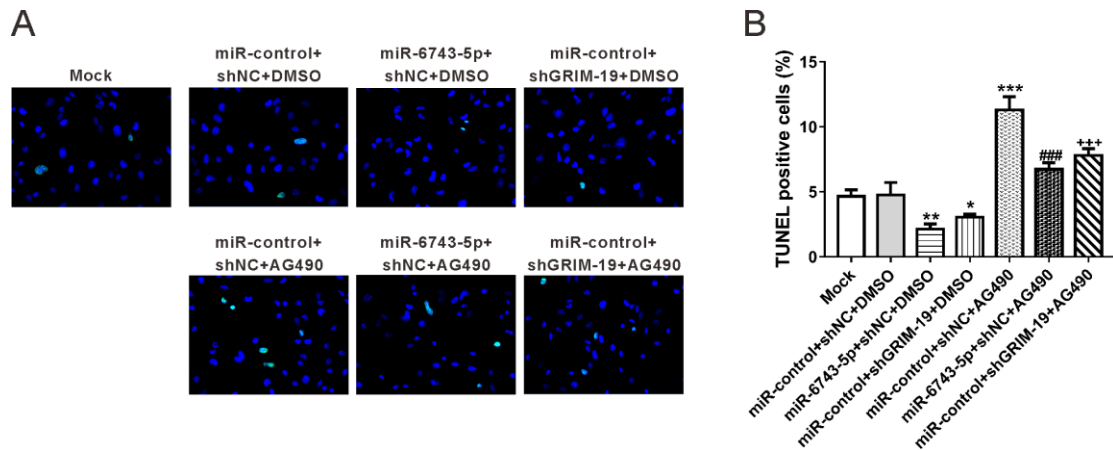 A
Mock
miR-control+
shNC+DMSO
miR-6743-5p+
shNC+DMSO
miR-control+
shGRIM-19+DMSO
miR-control+
shNC+AG490
miR-6743-5p+
shNC+AG490
miR-control+
shGRIM-19+AG490
B
TUNEL positive cells (%)
15
10
5
0
**
*
***
###
+++
Mock
miR-control+shNC+DMSO
miR-6743-5p+shNC+DMSO
miR-control+shGRIM-19+DMSO
miR-control+shNC+AG490
miR-6743-5p+shNC+AG490
miR-control+shGRIM-19+AG490